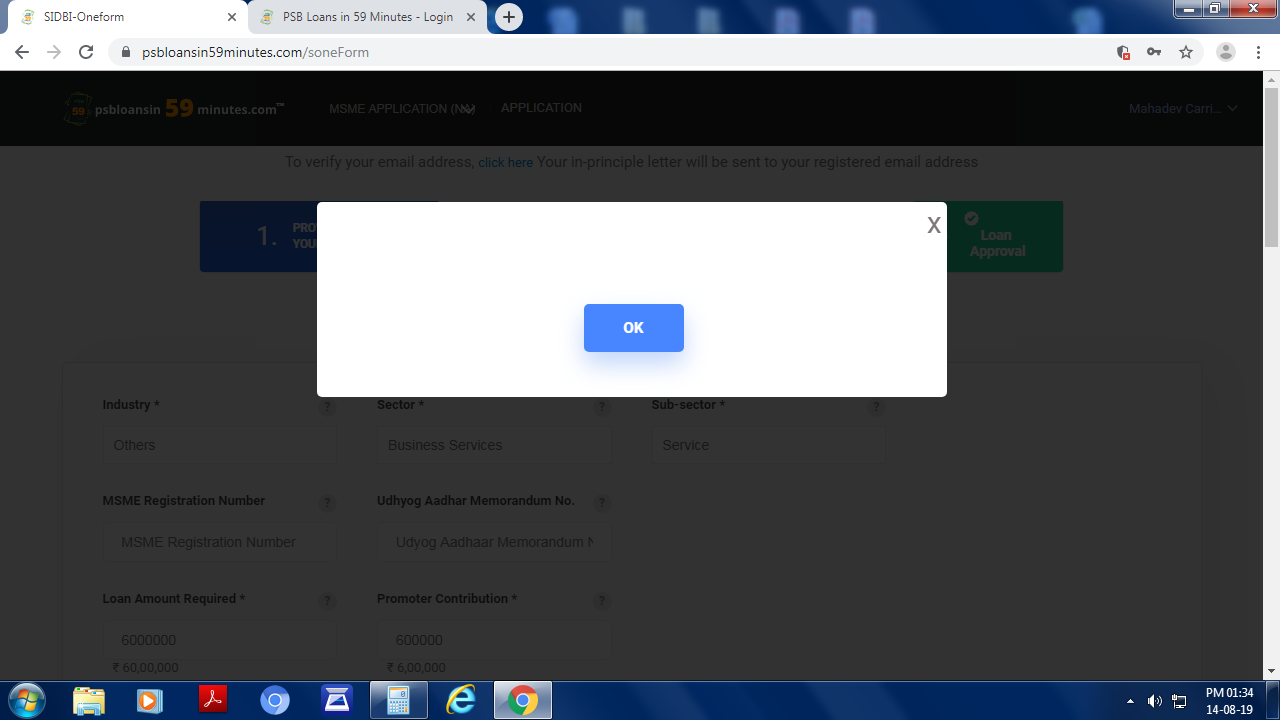 SIDBI-Oneform
PSB Loans in 59 Minutes - Login
psbloansin59minutes.com/soneForm
59 psbloansin 59 minutes.com™
MSME APPLICATION
APPLICATION
Mahadev Carri...
To verify your email address, click here Your in-principle letter will be sent to your registered email address
1.
X
Loan
Approval
OK
Industry * ?
Sector * ?
Sub-sector * ?
Others
Business Services
Service
MSME Registration Number ?
Udhyog Aadhar Memorandum No. ?
MSME Registration Number
Udyog Aadhaar Memorandum N
Loan Amount Required * ?
Promoter Contribution * ?
6000000
600000
₹ 60,00,000
₹ 6,00,000
PM 01:34
14-08-19